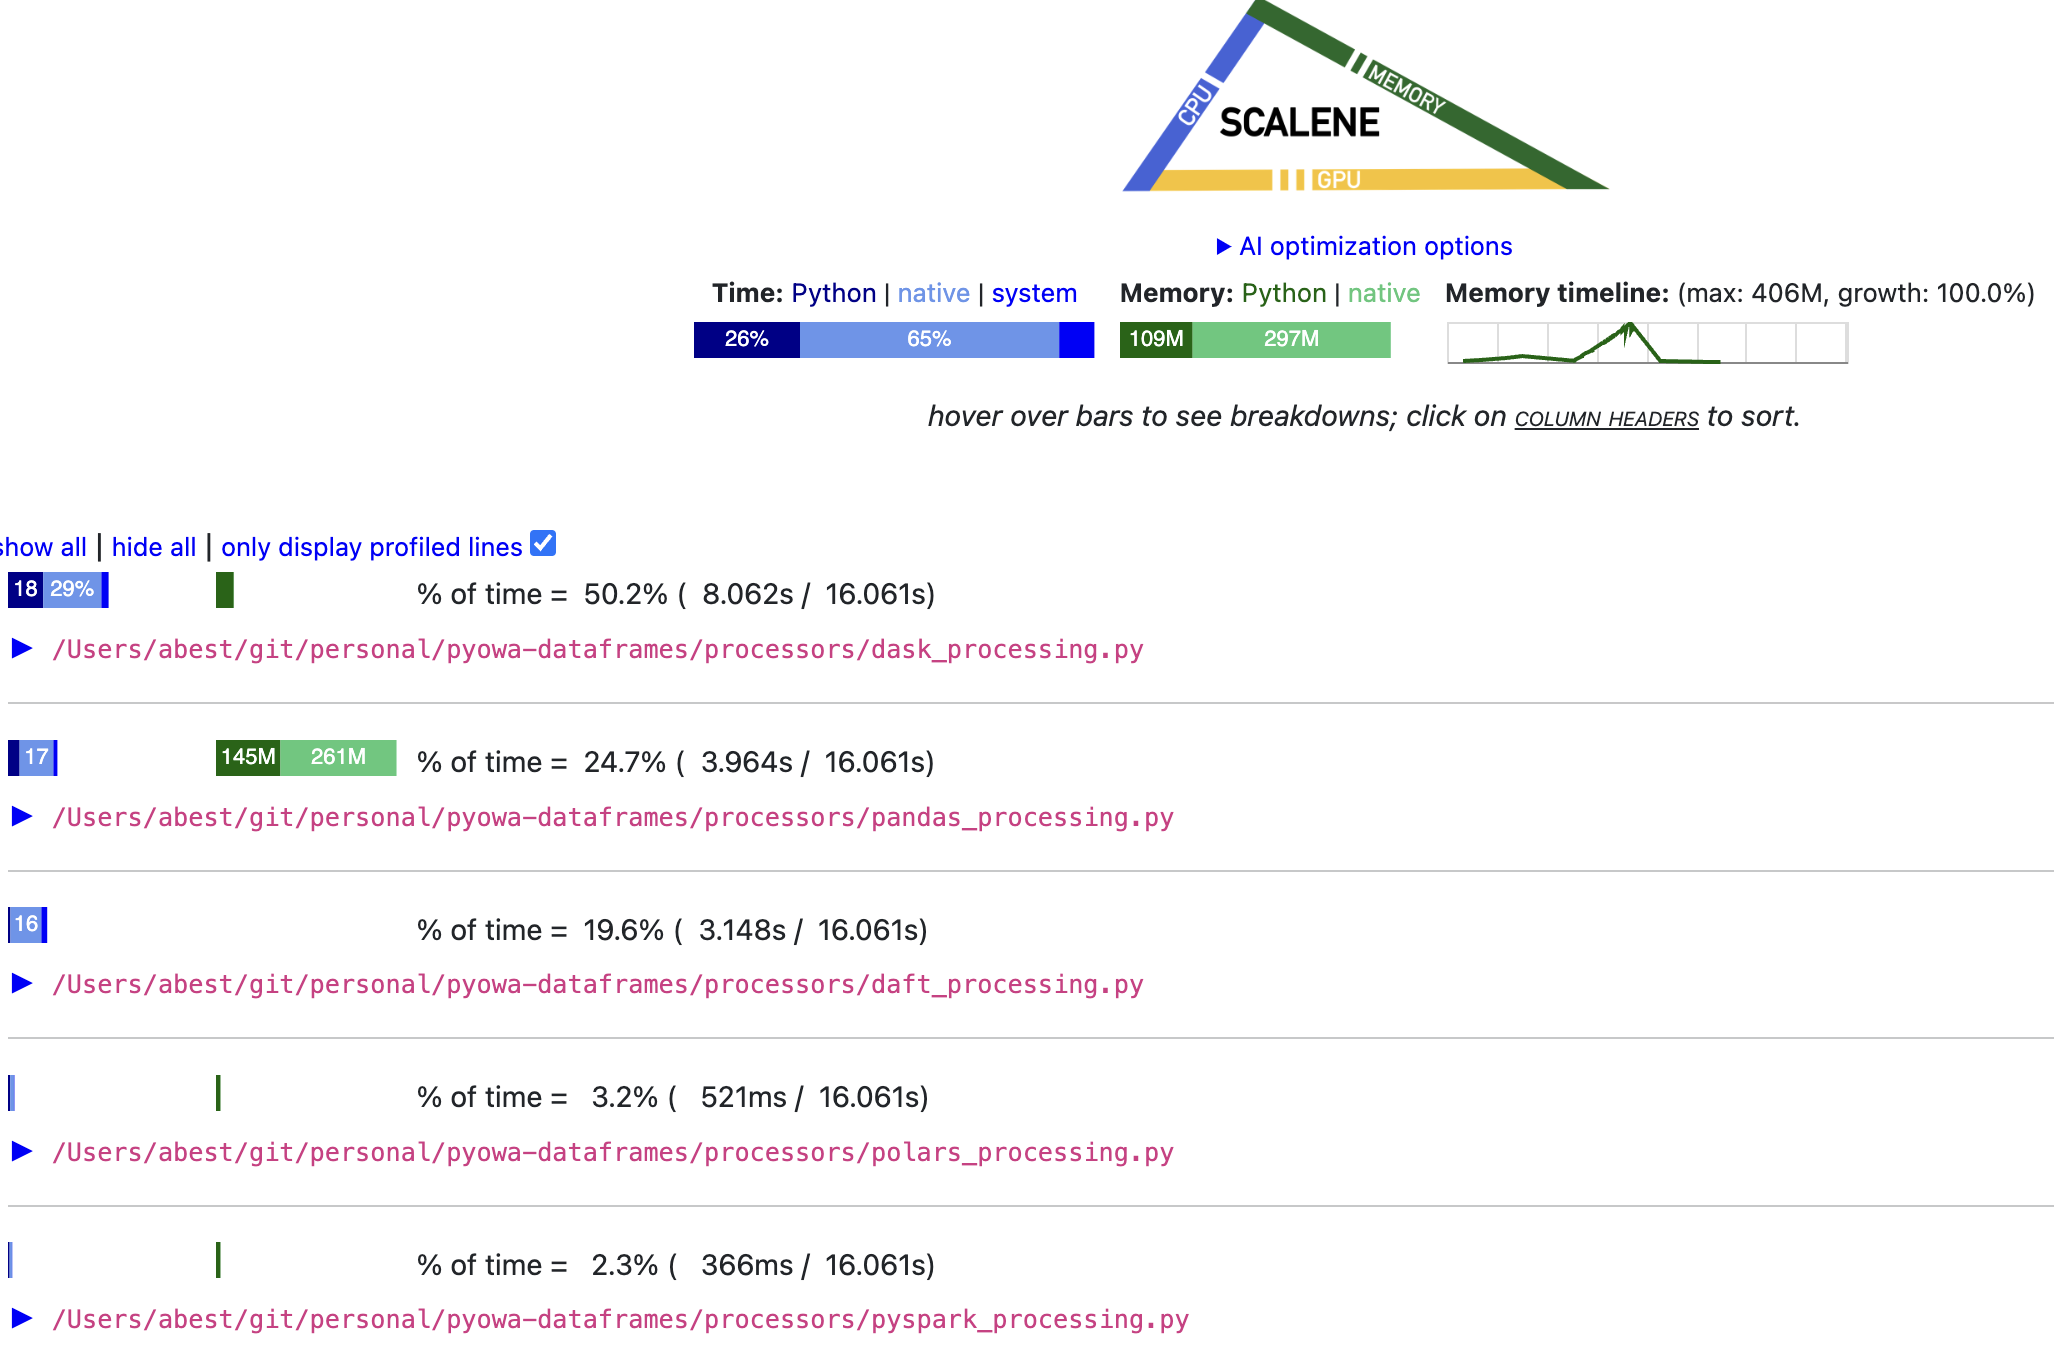 CPU
MEMORY
SCALENE
GPU
▶ AI optimization options
Time: Python | native | system
26% 65%
Memory: Python | native
109M 297M
Memory timeline: (max: 406M, growth: 100.0%)
hover over bars to see breakdowns; click on COLUMN HEADERS to sort.
show all | hide all | only display profiled lines
18 29% % of time = 50.2% ( 8.062s / 16.061s)
▶ /Users/abest/git/personal/pyowa-dataframes/processors/dask_processing.py
17 145M 261M % of time = 24.7% ( 3.964s / 16.061s)
▶ /Users/abest/git/personal/pyowa-dataframes/processors/pandas_processing.py
16 % of time = 19.6% ( 3.148s / 16.061s)
▶ /Users/abest/git/personal/pyowa-dataframes/processors/daft_processing.py
% of time = 3.2% ( 521ms / 16.061s)
▶ /Users/abest/git/personal/pyowa-dataframes/processors/polars_processing.py
% of time = 2.3% ( 366ms / 16.061s)
▶ /Users/abest/git/personal/pyowa-dataframes/processors/pyspark_processing.py